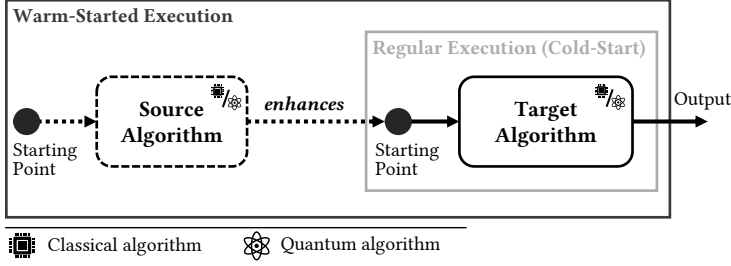 Warm-Started Execution
Regular Execution (Cold-Start)
Source
Algorithm
enhances
Target
Algorithm
Output
Starting
Point
Starting
Point
Classical algorithm
Quantum algorithm